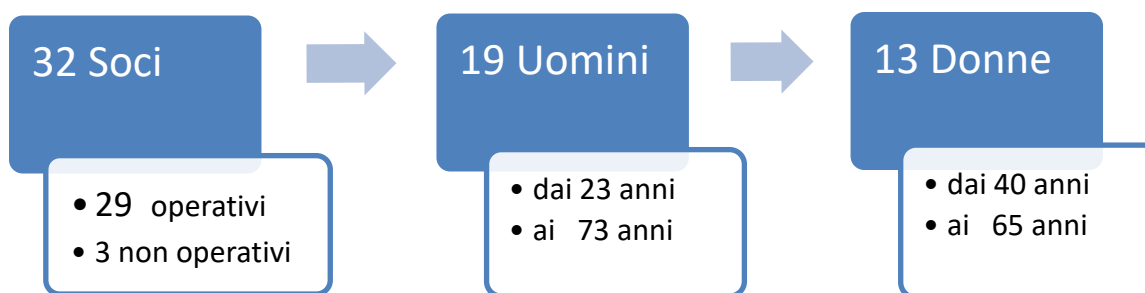 32 Soci
• 29 operativi
• 3 non operativi
19 Uomini
• dai 23 anni
• ai 73 anni
13 Donne
• dai 40 anni
• ai 65 anni